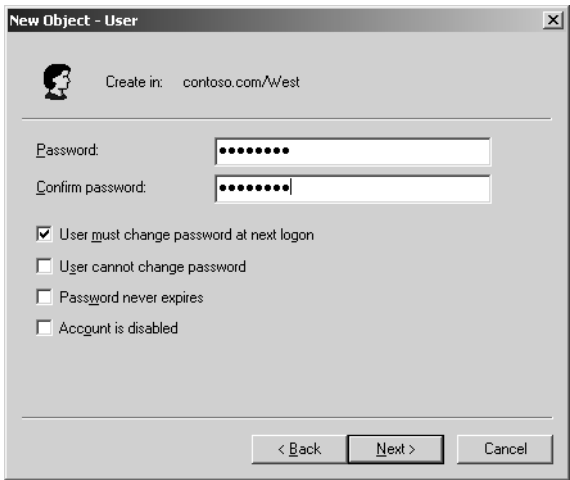 New Object - User
Create in: contoso.com/West
Password: ●●●●●●●●
Confirm password: ●●●●●●●●
User must change password at next logon
User cannot change password
Password never expires
Account is disabled
< Back Next > Cancel